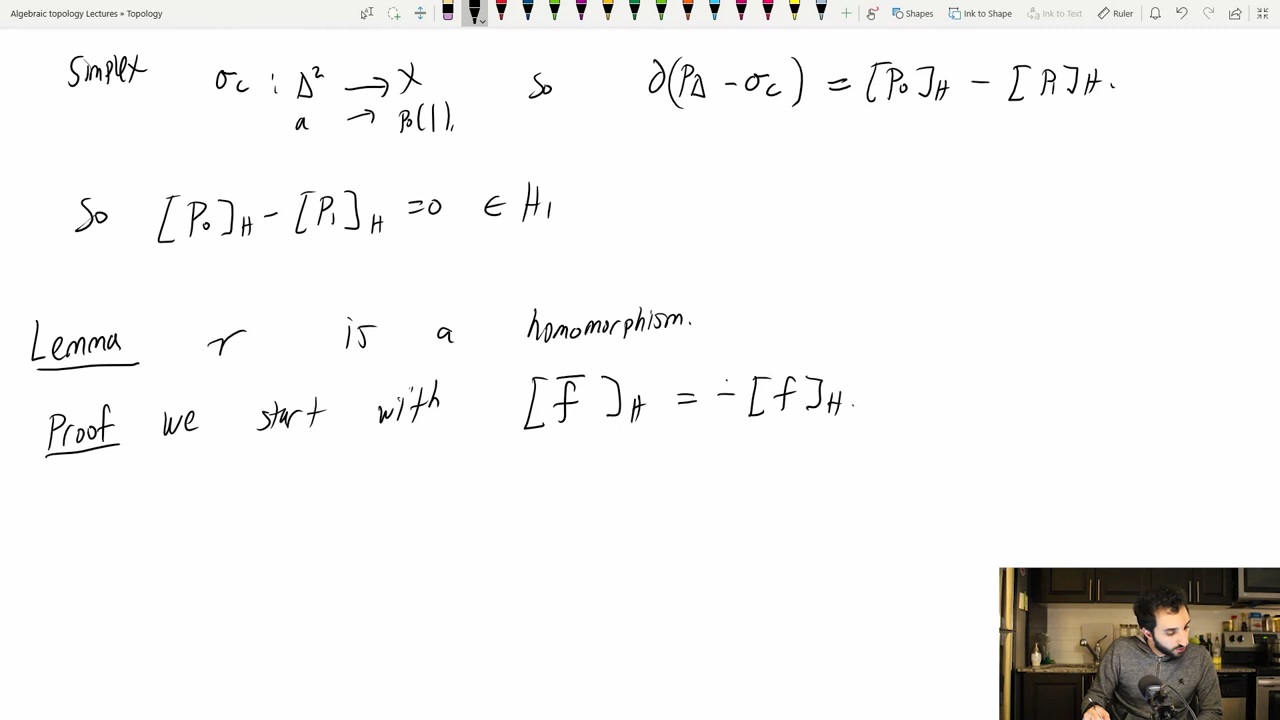 Algebraic topology Lectures » Topology
Shapes Ink to Shape Ink to Text Ruler
Simplex σc : Δ² → X so ∂(PΔ - σc) = [P₀]H - [P₁]H.
a → P₀(1),
So [P₀]H - [P₁]H = 0 ∈ H₁
Lemma r is a homomorphism.
Proof we start with [f̅]H = -[f]H.